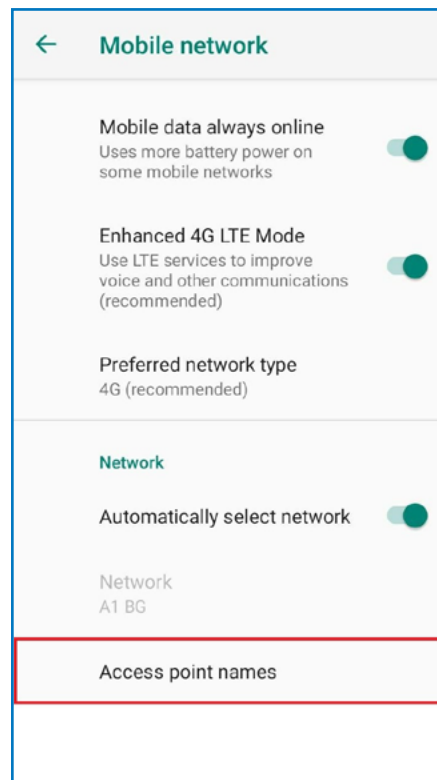 Mobile network
Mobile data always online
Uses more battery power on
some mobile networks
Enhanced 4G LTE Mode
Use LTE services to improve
voice and other communications
(recommended)
Preferred network type
4G (recommended)
Network
Automatically select network
Network
A1 BG
Access point names